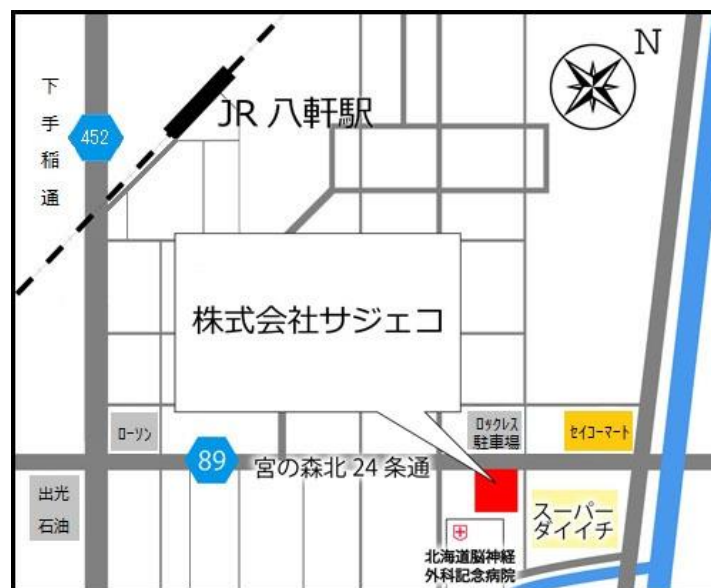 N
下手稲通
452
JR 八軒駅
株式会社サジェコ
ローソン
ロックレス
駐車場
セイコーマート
89
宮の森北24条通
出光
石油
スーパー
ダイイチ
北海道脳神経
外科記念病院